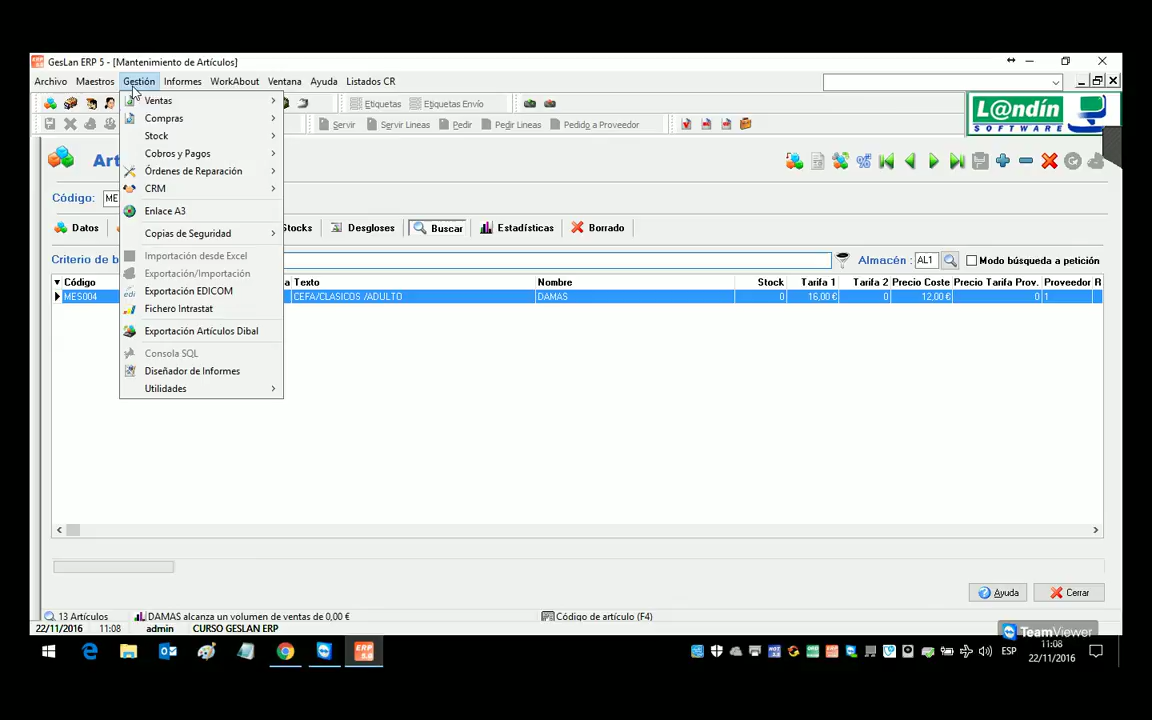 GesLan ERP 5 - [Mantenimiento de Artículos]
Archivo Maestros Gestión Informes WorkAbout Ventana Ayuda Listados CR
Etiquetas Etiquetas Envío
Servir Servir Lineas Pedir Pedir Lineas Pedido a Proveedor
L@ndín
SOFTWARE
Ventas
Compras
Stock
Cobros y Pagos
Órdenes de Reparación
CRM
Enlace A3
Copias de Seguridad
Importación desde Excel
Exportación/Importación
edi Exportación EDICOM
Fichero Intrastat
Exportación Artículos Dibal
Consola SQL
Diseñador de Informes
Utilidades
Art
Código: ME
Datos Stocks Desgloses Buscar Estadísticas Borrado
Criterio de b Almacén : AL1 Modo búsqueda a petición
Código a Texto Nombre Stock Tarifa 1 Tarifa 2 Precio Coste Precio Tarifa Prov. Proveedor R
MES004 CEFA/CLASICOS /ADULTO DAMAS 0 16,00 € 0 12,00 € 0 1
Ayuda Cerrar
13 Artículos DAMAS alcanza un volumen de ventas de 0,00 € Código de artículo (F4)
22/11/2016 11:08 admin CURSO GESLAN ERP
TeamViewer
ESP 11:08
22/11/2016